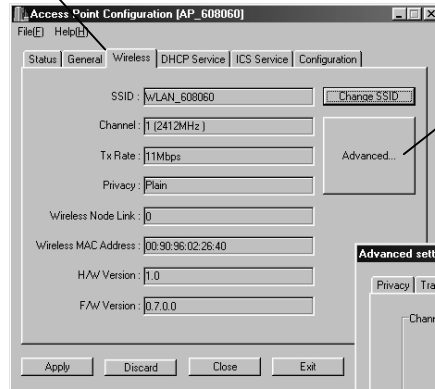 Access Point Configuration [AP_608060]
File(F) Help(H)
Status General Wireless DHCP Service ICS Service Configuration
SSID : WLAN_608060 Change SSID
Channel : 1 (2412MHz )
Tx Rate : 11Mbps Advanced...
Privacy : Plain
Wireless Node Link : 0
Wireless MAC Address : 00:90:96:02:26:40
H/W Version : 1.0
F/W Version : 0.7.0.0
Advanced sett
Privacy Tra
Chann
Apply Discard Close Exit